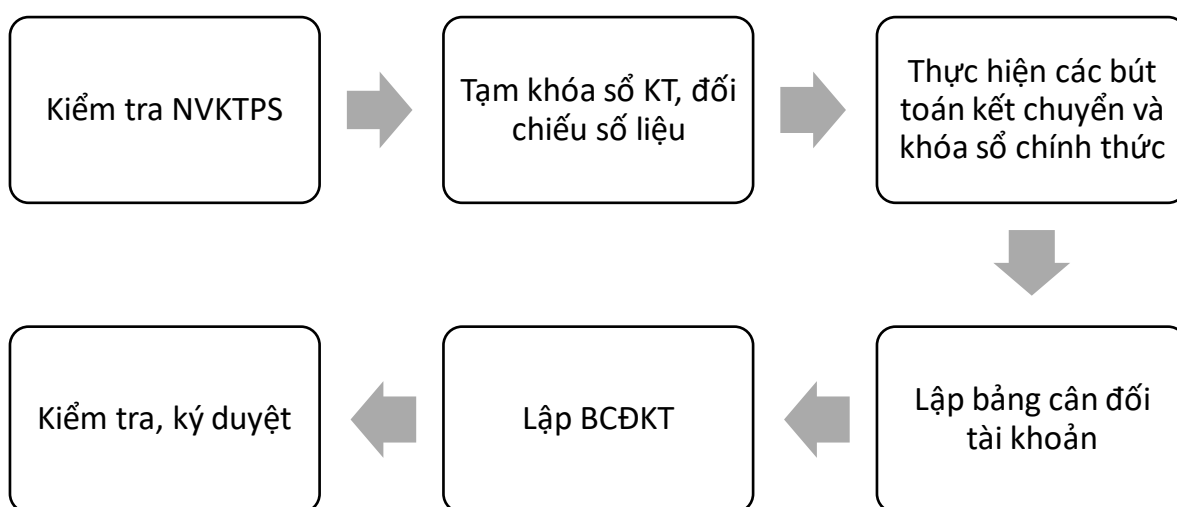 Kiểm tra NVKTPS
Tạm khóa sổ KT, đối
chiếu số liệu
Thực hiện các bút
toán kết chuyển và
khóa sổ chính thức
Lập bảng cân đối
tài khoản
Lập BCĐKT
Kiểm tra, ký duyệt